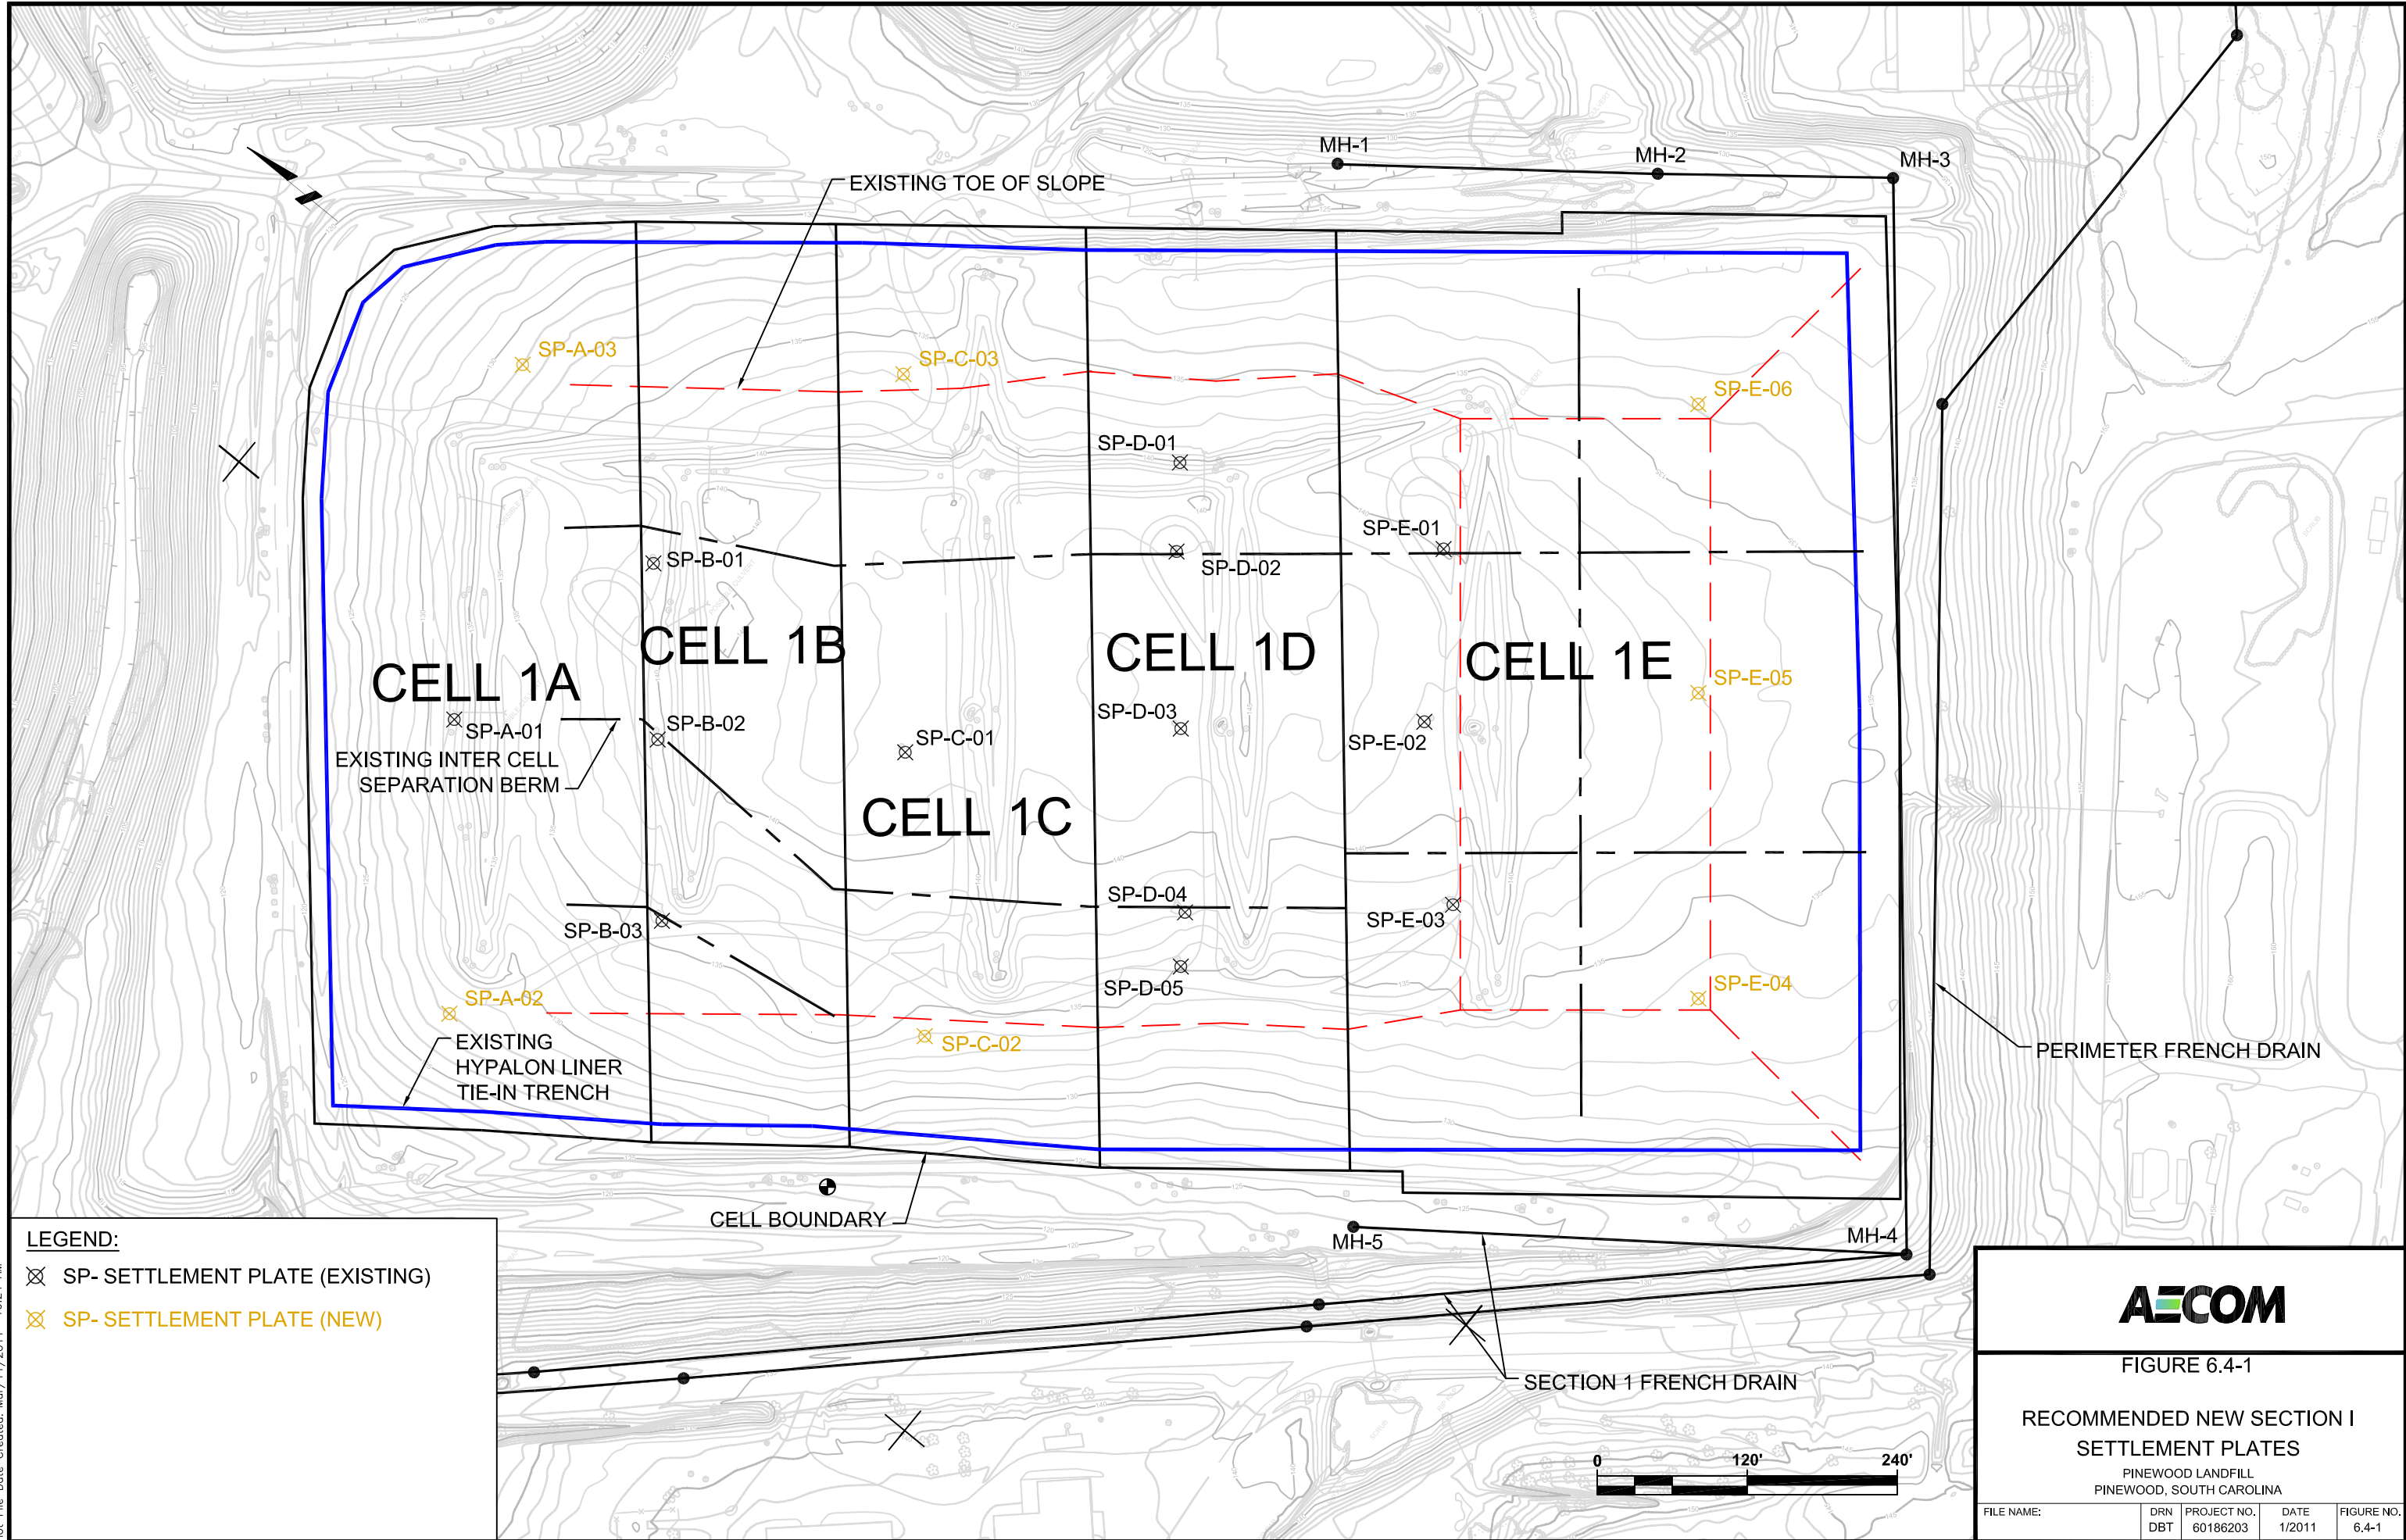 MH-1
MH-2
MH-3
EXISTING TOE OF SLOPE
SP-A-03
SP-C-03
SP-E-06
SP-D-01
SP-E-01
SP-B-01
SP-D-02
CELL 1A
CELL 1B
CELL 1D
CELL 1E
SP-E-05
SP-A-01
SP-B-02
SP-C-01
SP-D-03
SP-E-02
EXISTING INTER CELL
SEPARATION BERM
CELL 1C
SP-B-03
SP-D-04
SP-E-03
SP-D-05
SP-E-04
SP-A-02
SP-C-02
EXISTING
HYPALON LINER
TIE-IN TRENCH
PERIMETER FRENCH DRAIN
CELL BOUNDARY
MH-5
MH-4
SECTION 1 FRENCH DRAIN
LEGEND:
SP- SETTLEMENT PLATE (EXISTING)
SP- SETTLEMENT PLATE (NEW)
0 120' 240'
AECOM
FIGURE 6.4-1
RECOMMENDED NEW SECTION I
SETTLEMENT PLATES
PINEWOOD LANDFILL
PINEWOOD, SOUTH CAROLINA
FILE NAME: DRN PROJECT NO. DATE FIGURE NO.
DBT 60186203 1/2011 6.4-1